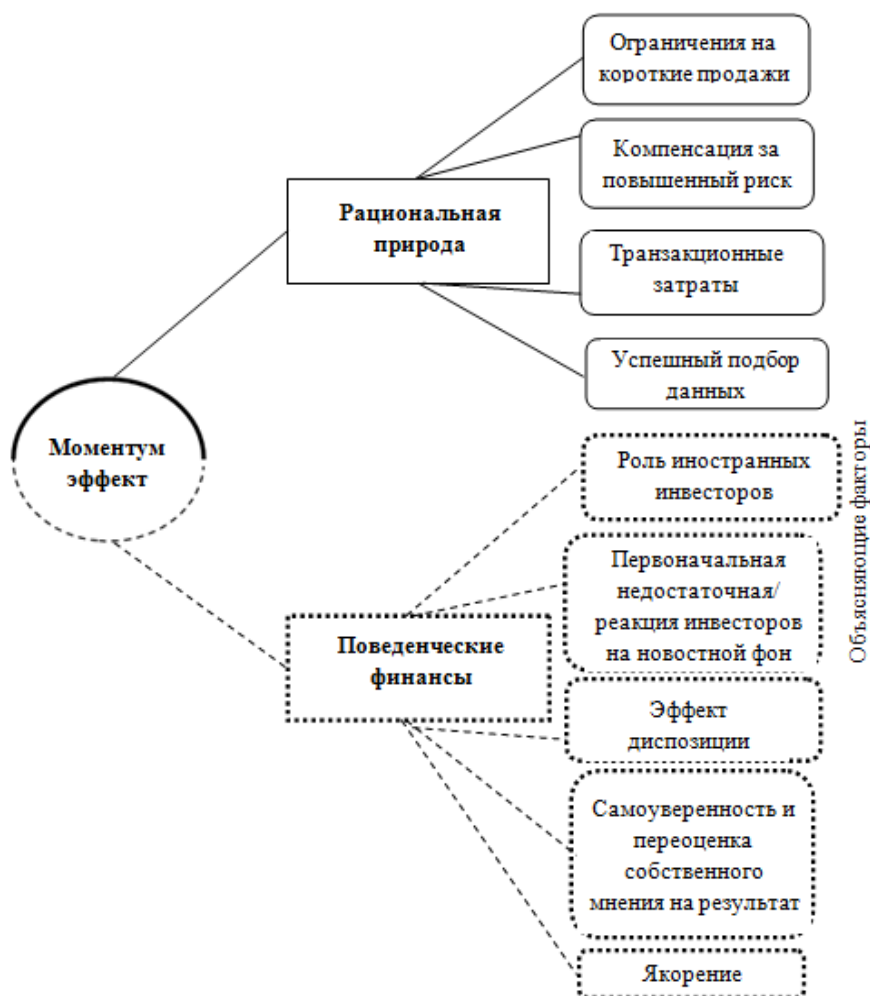 Ограничения на
короткие продажи
Компенсация за
повышенный риск
Рациональная
природа
Транзакционные
затраты
Успешный подбор
данных
Моментум
эффект
Роль иностранных
инвесторов
Первоначальная
недостаточная/
реакция инвесторов
на новостной фон
Объясняющие факторы
Поведенческие
финансы
Эффект
диспозиции
Самоуверенность и
переоценка
собственного
мнения на результат
Якорение